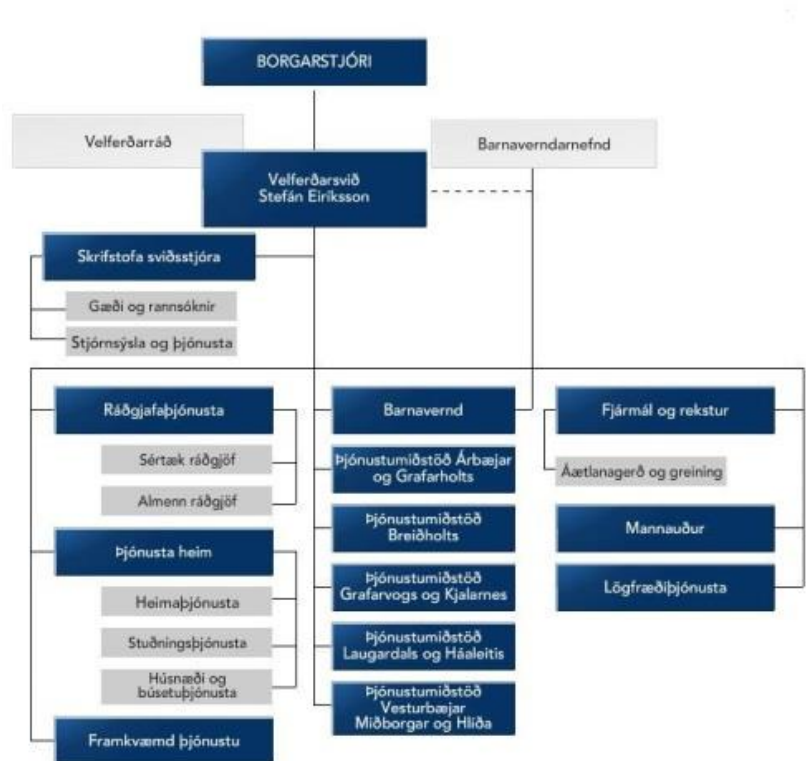 BORGARSTJÓRI
Velferðarráð
Barnaverndarnefnd
Velferðarsvið
Stefán Eiríksson
Skrifstofa sviðsstjóra
Gæði og rannsóknir
Stjórnsýsla og þjónusta
Ráðgjafaþjónusta
Sértæk ráðgjöf
Almenn ráðgjöf
Þjónusta heim
Heimaþjónusta
Stuðningsþjónusta
Húsnæði og
búsetuþjónusta
Framkvæmd þjónustu
Barnavernd
Þjónustumiðstöð Árbæjar
og Grafarholts
Þjónustumiðstöð
Breiðholts
Þjónustumiðstöð
Grafarvogs og Kjalarnes
Þjónustumiðstöð
Laugardals og Háaleitis
Þjónustumiðstöð
Vesturbæjar
Miðborgar og Hlíða
Fjármál og rekstur
Áætlanagerð og greining
Mannauður
Lögfræðiþjónusta